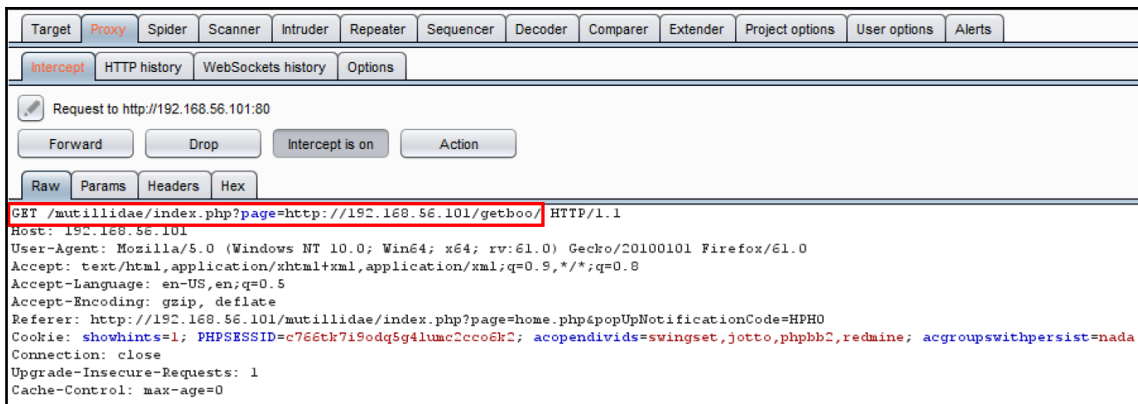 Target Proxy Spider Scanner Intruder Repeater Sequencer Decoder Comparer Extender Project options User options Alerts
Intercept HTTP history WebSockets history Options
Request to http://192.168.56.101:80
Forward Drop Intercept is on Action
Raw Params Headers Hex
GET /mutillidae/index.php?page=http://192.168.56.101/getboo/ HTTP/1.1
Host: 192.168.56.101
User-Agent: Mozilla/5.0 (Windows NT 10.0; Win64; x64; rv:61.0) Gecko/20100101 Firefox/61.0
Accept: text/html,application/xhtml+xml,application/xml;q=0.9,*/*;q=0.8
Accept-Language: en-US,en;q=0.5
Accept-Encoding: gzip, deflate
Referer: http://192.168.56.101/mutillidae/index.php?page=home.php&popUpNotificationCode=HPH0
Cookie: showhints=1; PHPSESSID=c766tk7i9odq5g4lumc2cco6k2; acopendivids=swingset,jotto,phpbb2,redmine; acgroupswithpersist=nada
Connection: close
Upgrade-Insecure-Requests: 1
Cache-Control: max-age=0